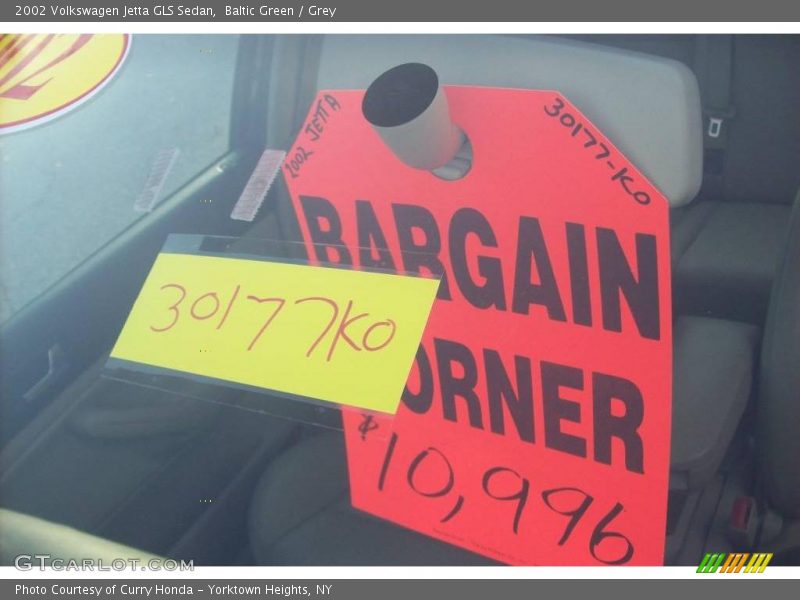 2002 Volkswagen Jetta GLS Sedan,  Baltic Green / Grey
2002 JETTA
30177-KO
BARGAIN
30177KO
ORNER
$10,996
GTCARLOT.COM
Photo Courtesy of Curry Honda - Yorktown Heights, NY